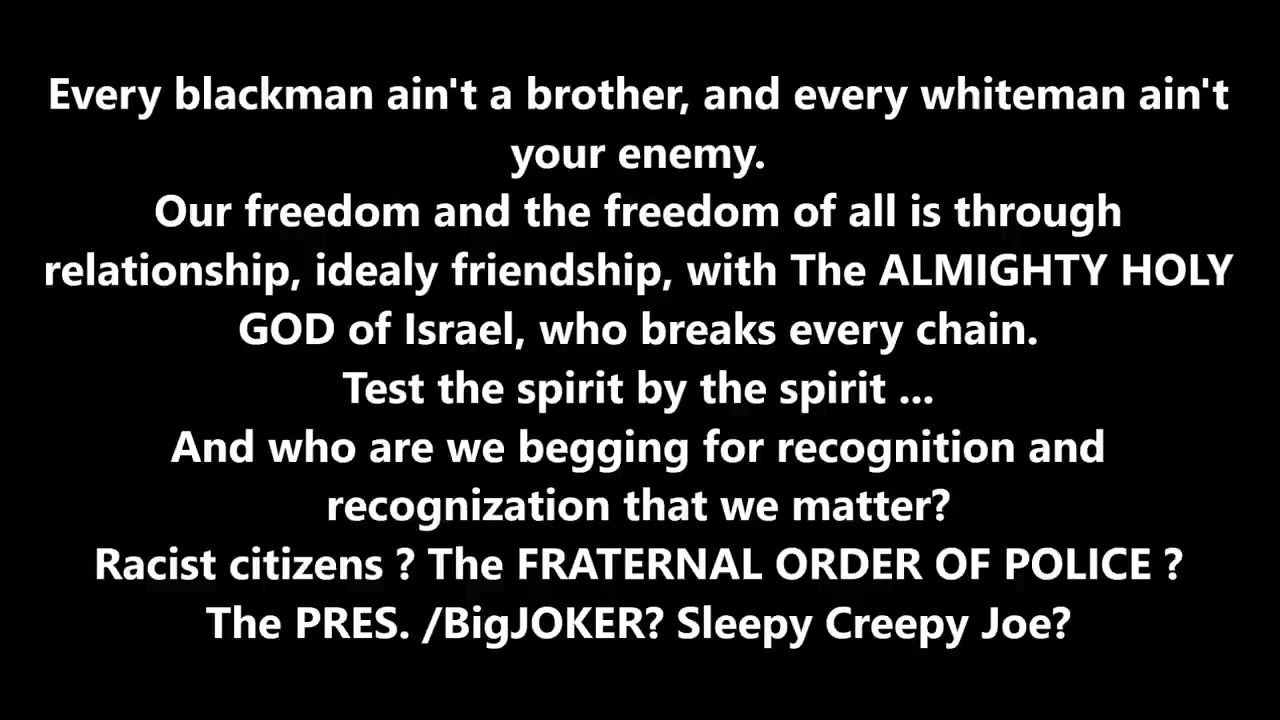 Every blackman ain't a brother, and every whiteman ain't
your enemy.
Our freedom and the freedom of all is through
relationship, idealy friendship, with The ALMIGHTY HOLY
GOD of Israel, who breaks every chain.
Test the spirit by the spirit ...
And who are we begging for recognition and
recognization that we matter?
Racist citizens ? The FRATERNAL ORDER OF POLICE ?
The PRES. /BigJOKER? Sleepy Creepy Joe?